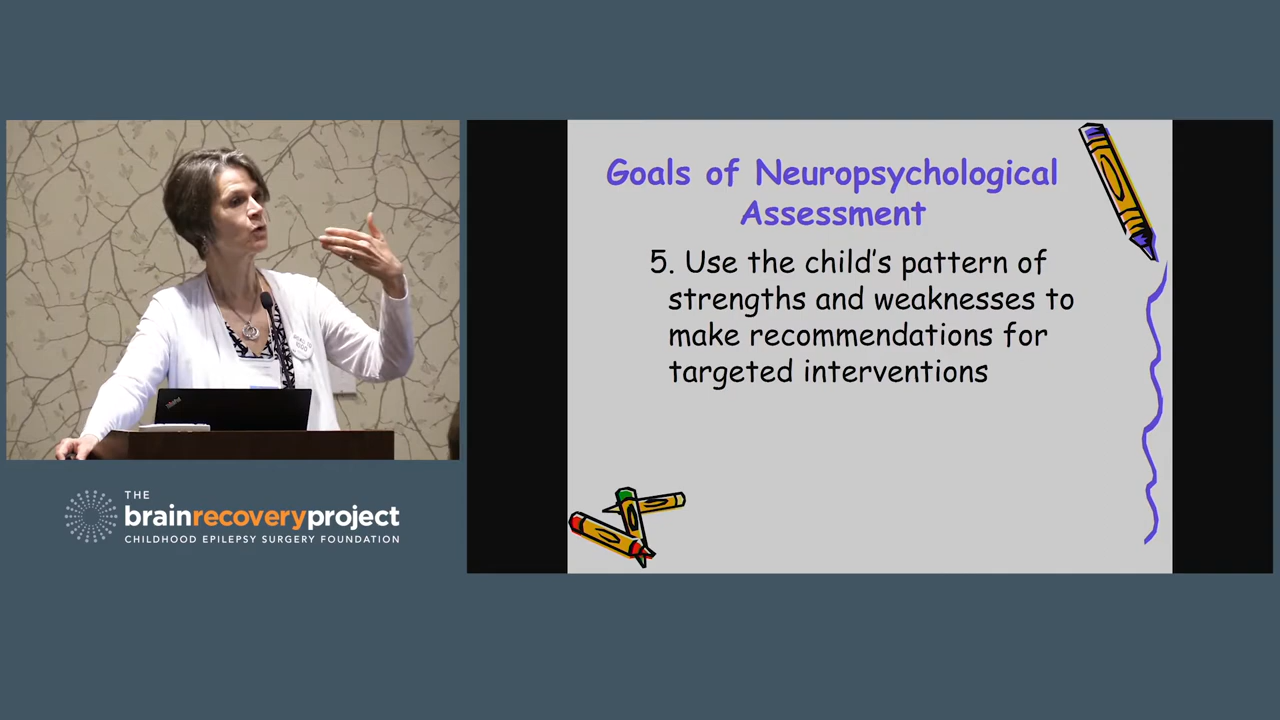 Goals of Neuropsychological
Assessment
5. Use the child's pattern of
strengths and weaknesses to
make recommendations for
targeted interventions
THE
brainrecoveryproject
CHILDHOOD EPILEPSY SURGERY FOUNDATION
ThinkPad